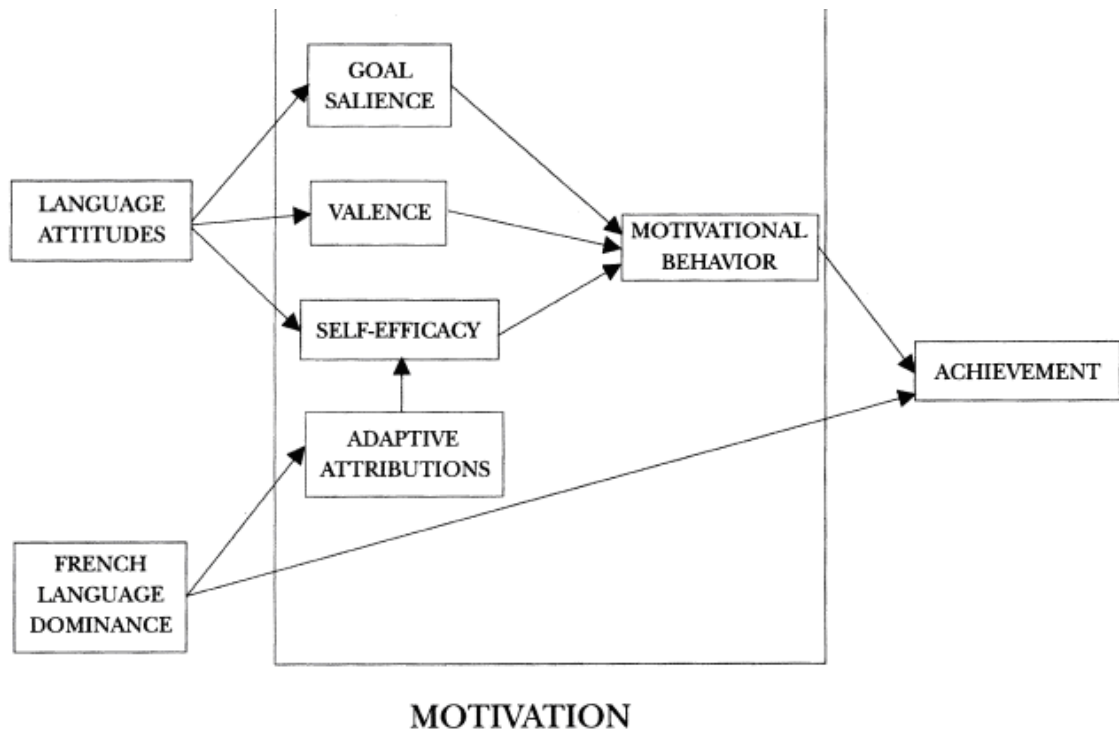 GOAL
SALIENCE
LANGUAGE
ATTITUDES
VALENCE
MOTIVATIONAL
BEHAVIOR
SELF-EFFICACY
ACHIEVEMENT
ADAPTIVE
ATTRIBUTIONS
FRENCH
LANGUAGE
DOMINANCE
MOTIVATION